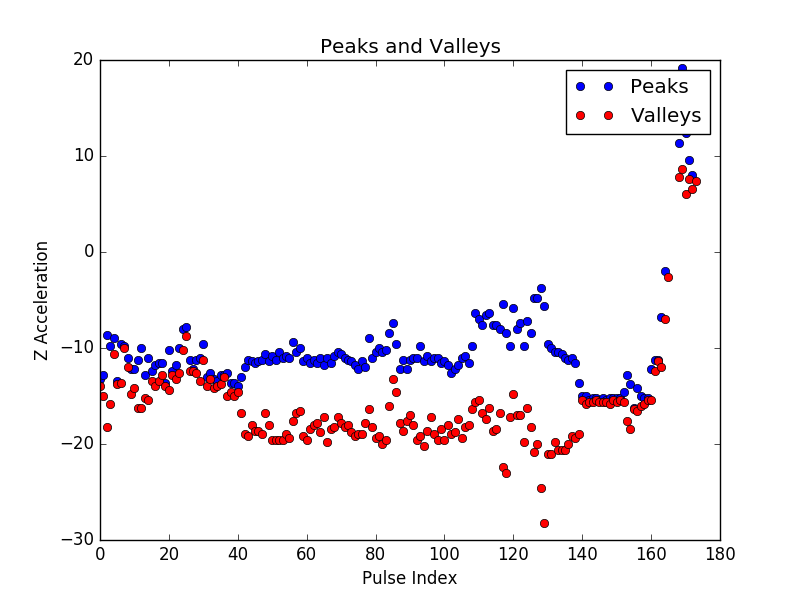 Peaks and Valleys
Peaks
Valleys
20
10
0
−10
−20
−30
Z Acceleration
0 20 40 60 80 100 120 140 160 180
Pulse Index